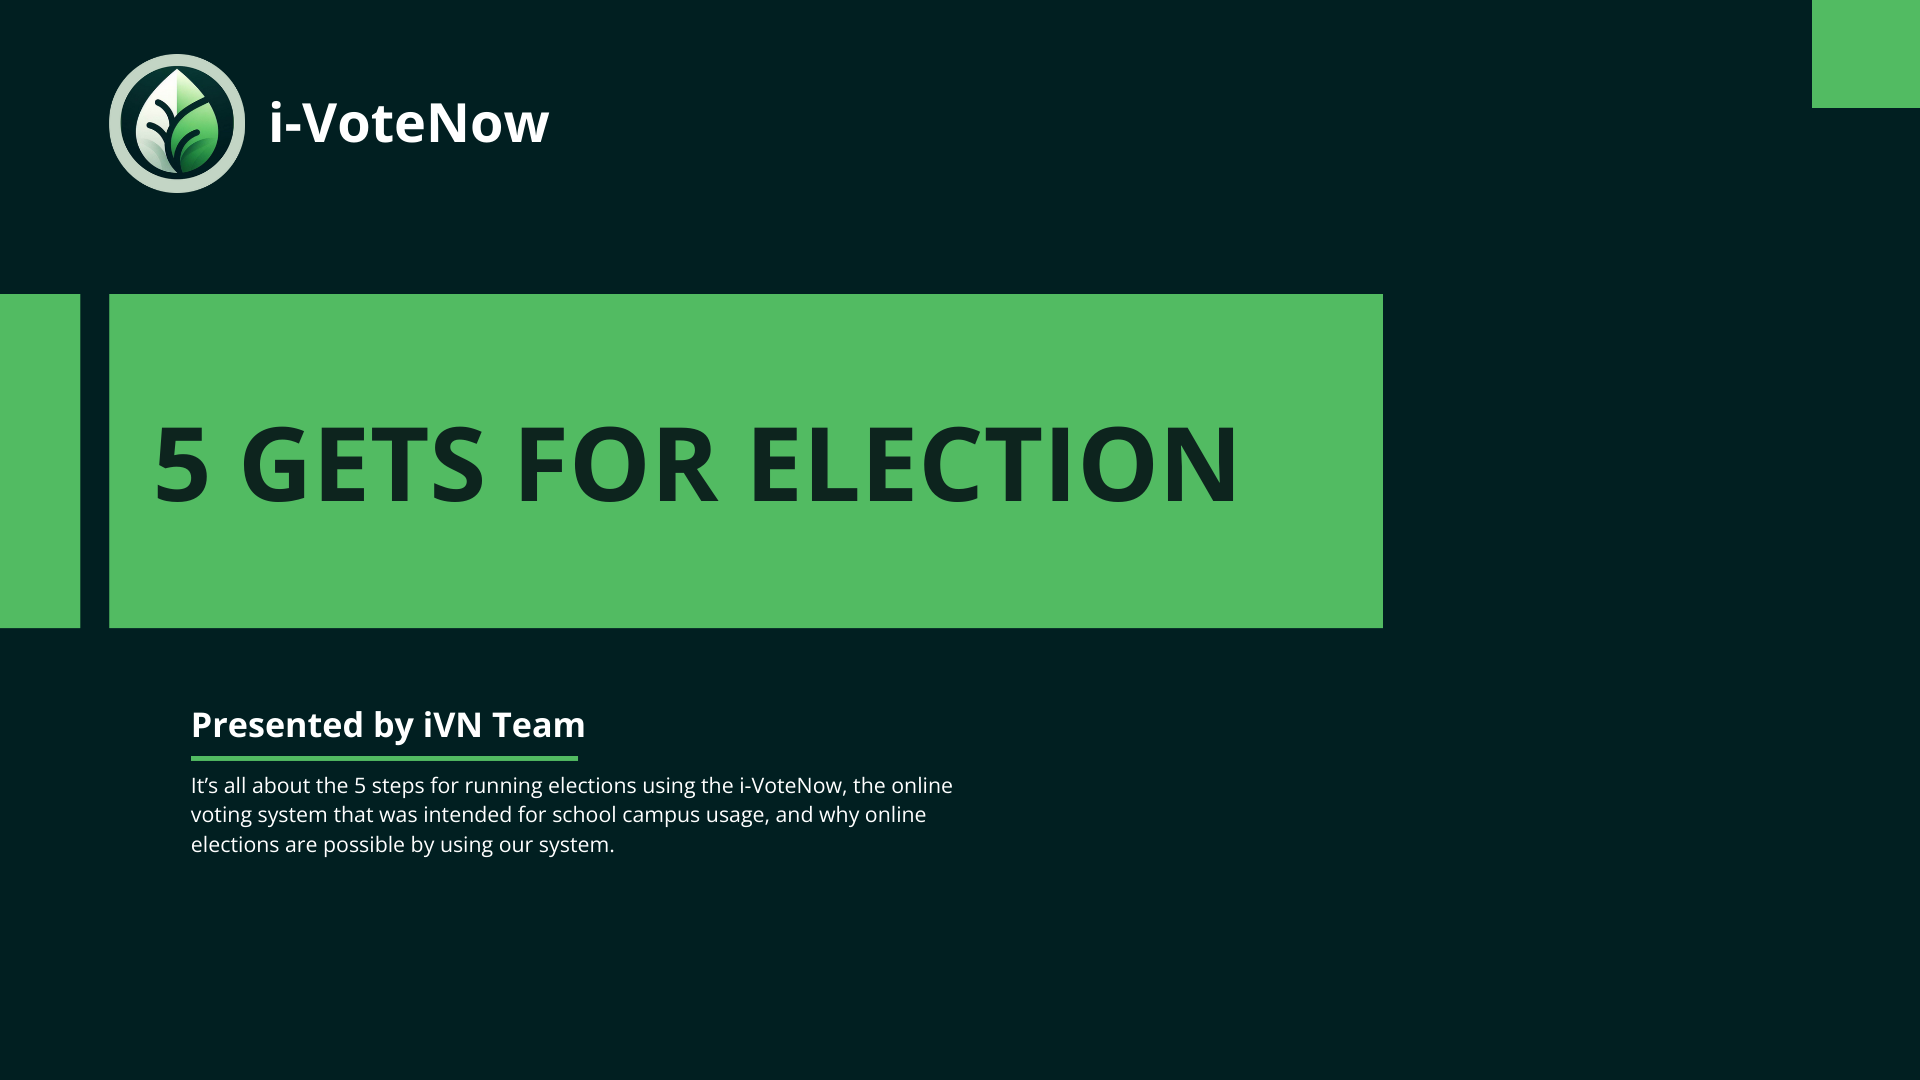 i-VoteNow
5 GETS FOR ELECTION
Presented by iVN Team
It’s all about the 5 steps for running elections using the i-VoteNow, the online
voting system that was intended for school campus usage, and why online
elections are possible by using our system.